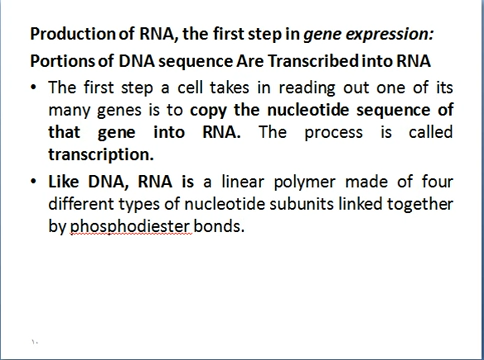 Production of RNA, the first step in gene expression:
Portions of DNA sequence Are Transcribed into RNA
• The first step a cell takes in reading out one of its
many genes is to copy the nucleotide sequence of
that gene into RNA. The process is called
transcription.
• Like DNA, RNA is a linear polymer made of four
different types of nucleotide subunits linked together
by phosphodiester bonds.
١٠